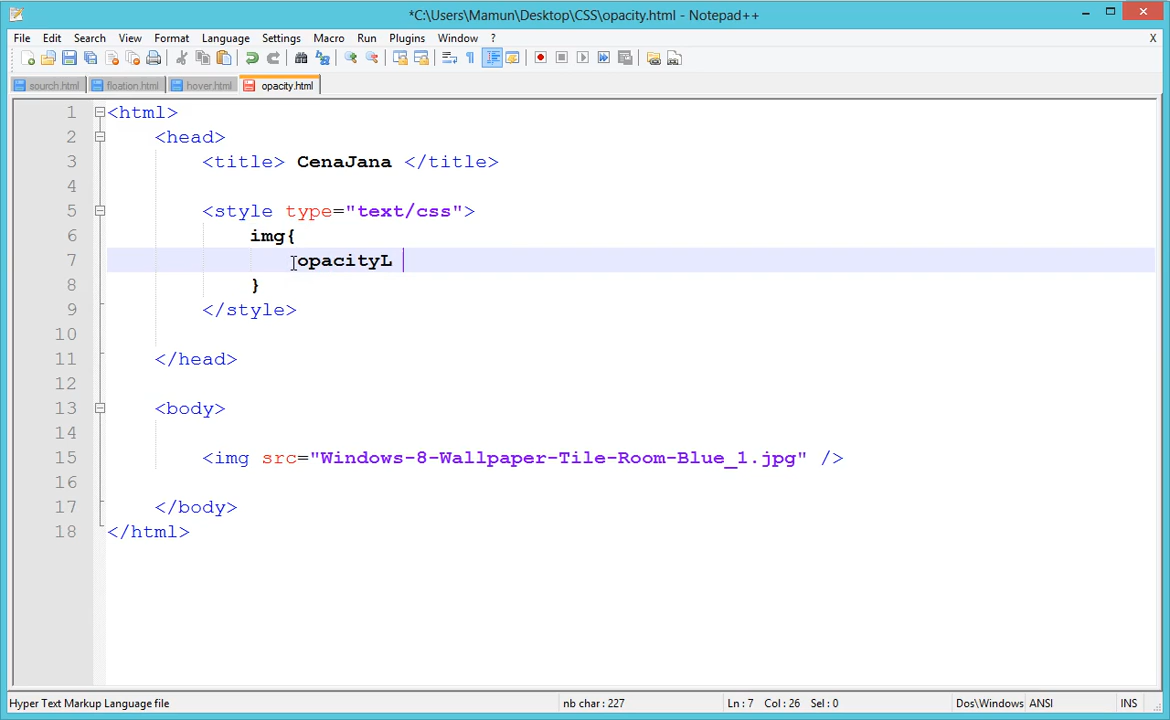 *C:\Users\Mamun\Desktop\CSS\opacity.html - Notepad++
File Edit Search View Format Language Settings Macro Run Plugins Window ? X
sourch.html floation.html hover.html opacity.html
1 <html>
2 <head>
3 <title> CenaJana </title>
4
5 <style type="text/css">
6 img{
7 opacityL
8 }
9 </style>
10
11 </head>
12
13 <body>
14
15 <img src="Windows-8-Wallpaper-Tile-Room-Blue_1.jpg" />
16
17 </body>
18 </html>
Hyper Text Markup Language file nb char : 227 Ln : 7 Col : 26 Sel : 0 Dos\Windows ANSI INS